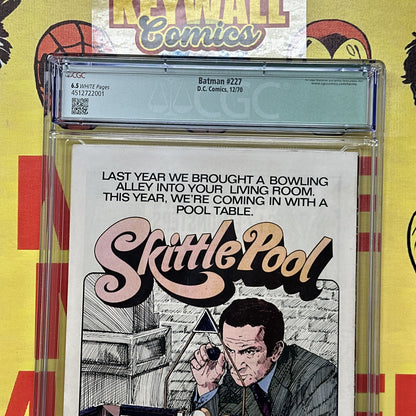 KEYWALL
Comics
CGC
Batman #227
D.C. Comics, 12/70
6.5 WHITE Pages
4512722001
CGC
LAST YEAR WE BROUGHT A BOWLING
ALLEY INTO YOUR LIVING ROOM.
THIS YEAR, WE'RE COMING IN WITH A
POOL TABLE.
Skittle Pool